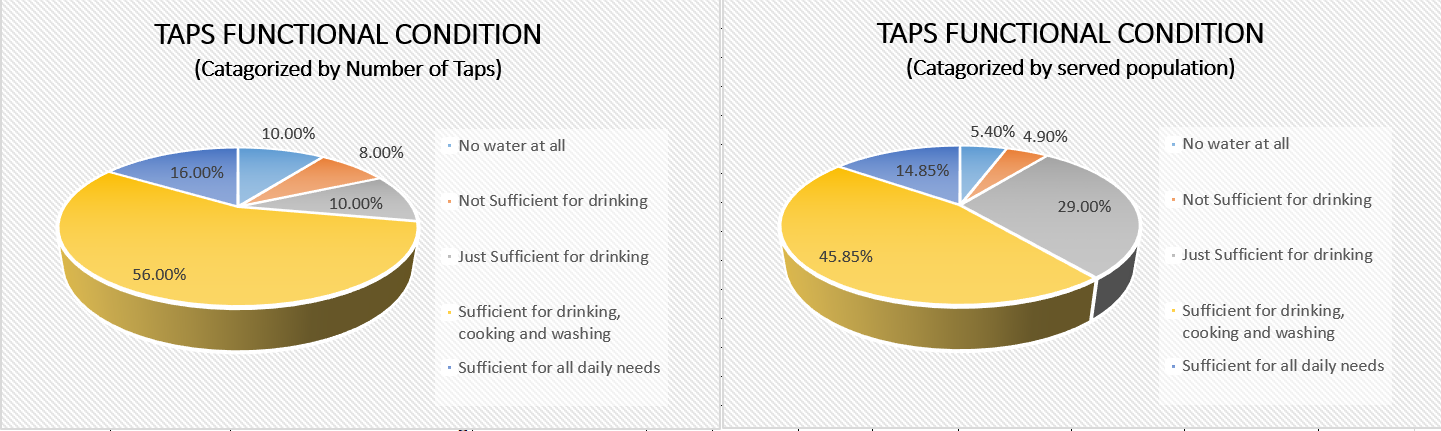 TAPS FUNCTIONAL CONDITION
(Catagorized by Number of Taps)
10.00%
8.00%
16.00%
10.00%
56.00%
No water at all
Not Sufficient for drinking
Just Sufficient for drinking
Sufficient for drinking,
cooking and washing
Sufficient for all daily needs
TAPS FUNCTIONAL CONDITION
(Catagorized by served population)
5.40%
4.90%
14.85%
29.00%
45.85%
No water at all
Not Sufficient for drinking
Just Sufficient for drinking
Sufficient for drinking,
cooking and washing
Sufficient for all daily needs